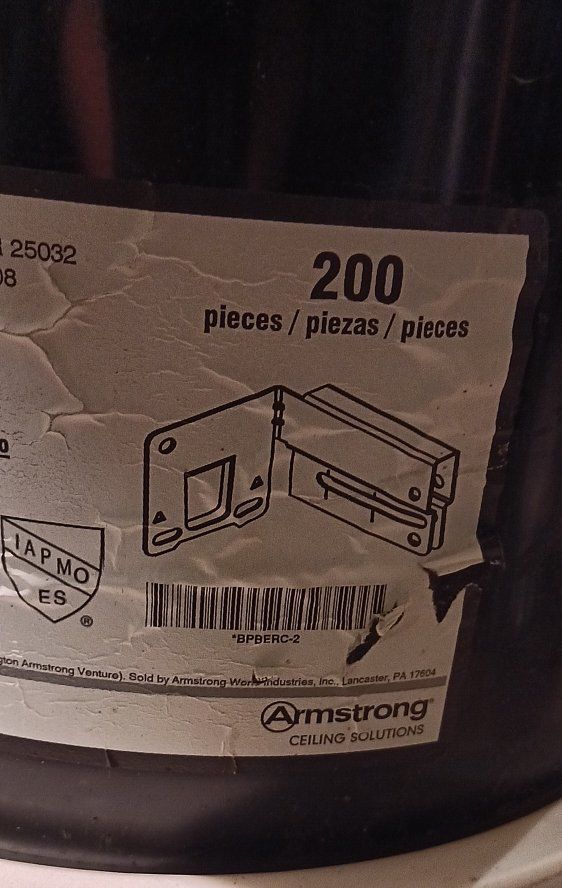 25032
08
200
pieces / piezas / pieces
IAPMO
ES
®
*BPBERC-2
gton Armstrong Venture). Sold by Armstrong World Industries, Inc., Lancaster, PA 17604
Armstrong®
CEILING SOLUTIONS